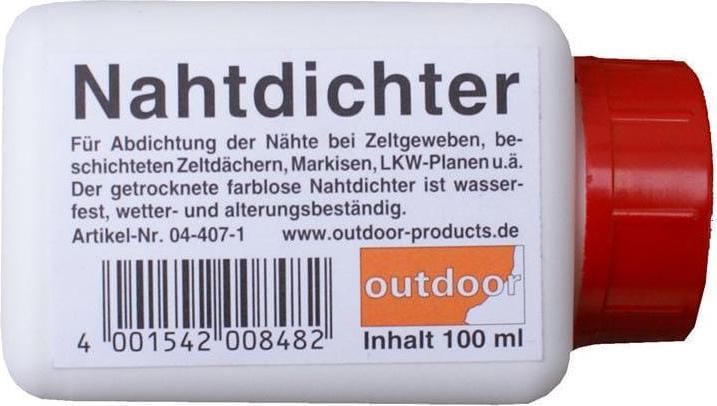 Nahtdichter
Für Abdichtung der Nähte bei Zeltgeweben, be-
schichteten Zeltdächern, Markisen, LKW-Planen u.ä.
Der getrocknete farblose Nahtdichter ist wasser-
fest, wetter- und alterungsbeständig.
Artikel-Nr. 04-407-1 www.outdoor-products.de
outdoor
4 001542 008482 Inhalt 100 ml